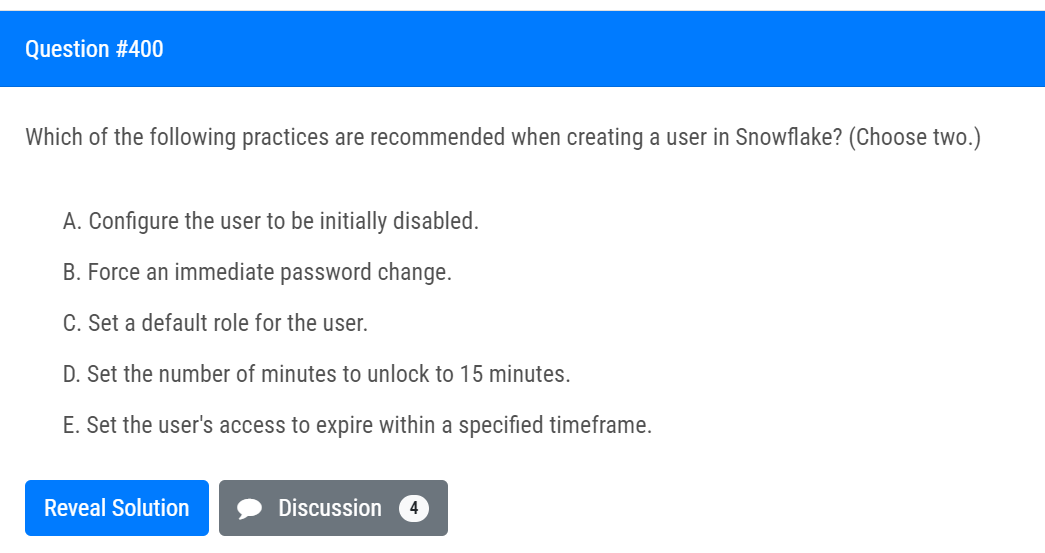 Question #400
Which of the following practices are recommended when creating a user in Snowflake? (Choose two.)
A. Configure the user to be initially disabled.
B. Force an immediate password change.
C. Set a default role for the user.
D. Set the number of minutes to unlock to 15 minutes.
E. Set the user's access to expire within a specified timeframe.
Reveal Solution Discussion 4